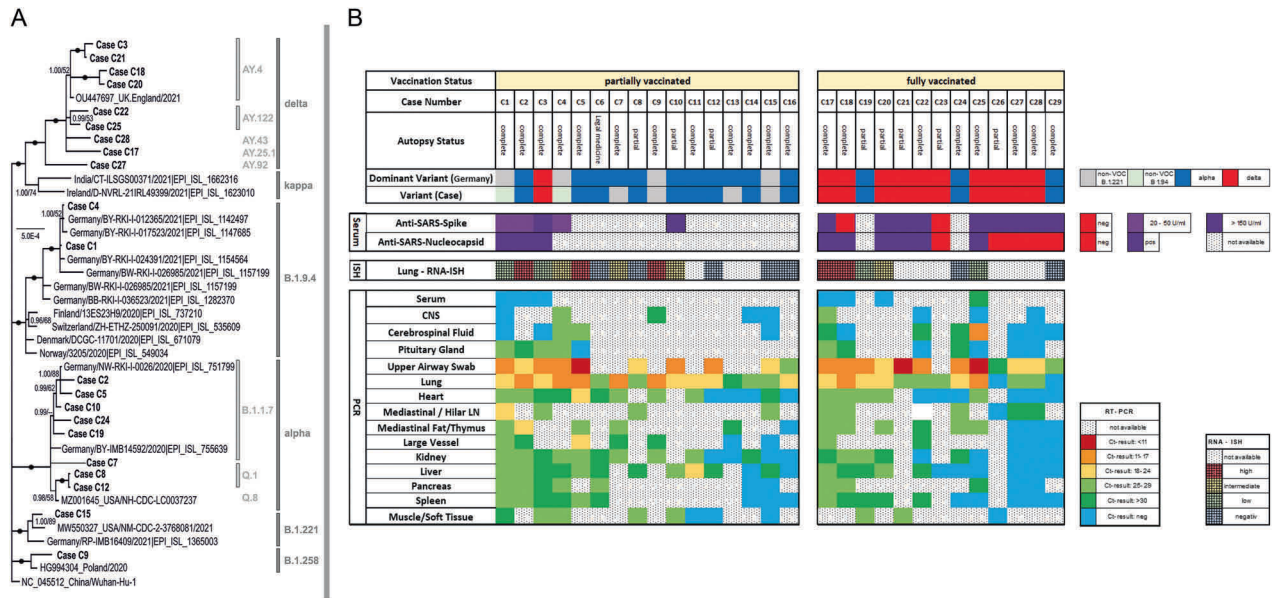 A
Case C3
Case C21
1.00/52
Case C18
Case C20
OU447697_UK.England/2021
AY.4
Case C22
0.99/53
Case C25
AY.122
Case C28
AY.43
Case C17
AY.25.1
Case C27
AY.92
delta
India/CT-ILSGS00371/2021|EPI_ISL_1662316
1.00/74
Ireland/D-NVRL-21IRL49399/2021|EPI_ISL_1623010
kappa
Case C4
1.00/52
Germany/BY-RKI-I-012365/2021|EPI_ISL_1142497
Germany/BY-RKI-I-017523/2021|EPI_ISL_1147685
5.0E-4
Case C1
Germany/BY-RKI-I-024391/2021|EPI_ISL_1154564
Germany/BW-RKI-I-026985/2021|EPI_ISL_1157199
Germany/BW-RKI-I-026985/2021|EPI_ISL_1157199
Germany/BB-RKI-I-036523/2021|EPI_ISL_1282370
B.1.9.4
Finland/13ES23H9/2020|EPI_ISL_737210
0.96/68
Switzerland/ZH-ETHZ-250091/2020|EPI_ISL_535609
Denmark/DCGC-11701/2020|EPI_ISL_671079
Norway/3205/2020|EPI_ISL_549034
Germany/NW-RKI-I-0026/2020|EPI_ISL_751799
1.00/88
Case C2
0.99/62
Case C5
Case C10
0.99/
Case C24
Case C19
B.1.1.7
Germany/BY-IMB14592/2020|EPI_ISL_755639
alpha
Case C7
Case C8
Q.1
Case C12
0.98/58
MZ001645_USA/NH-CDC-LC0037237
Q.8
Case C15
1.00/89
MW550327_USA/NM-CDC-2-3768081/2021
Germany/RP-IMB16409/2021|EPI_ISL_1365003
B.1.221
Case C9
HG994304_Poland/2020
B.1.258
NC_045512_China/Wuhan-Hu-1
B
Vaccination Status partially vaccinated fully vaccinated
Case Number C1 C2 C3 C4 C5 C6 C7 C8 C9 C10 C11 C12 C13 C14 C15 C16 C17 C18 C19 C20 C21 C22 C23 C24 C25 C26 C27 C28 C29
Autopsy Status complete complete complete complete complete Legal medicine complete partial complete partial complete partial complete partial complete complete complete complete partial complete partial complete partial complete complete partial complete partial complete
Dominant Variant (Germany)
Variant (Case)
non-VOC B.1.221
non-VOC B.1.94
alpha
delta
Serum
Anti-SARS-Spike
Anti-SARS-Nucleocapsid
neg
20 - 50 U/ml
> 150 U/ml
neg
pos
not available
ISH
Lung - RNA-ISH
PCR
Serum
CNS
Cerebrospinal Fluid
Pituitary Gland
Upper Airway Swab
Lung
Heart
Mediastinal / Hilar LN
Mediastinal Fat/Thymus
Large Vessel
Kidney
Liver
Pancreas
Spleen
Muscle/Soft Tissue
RT- PCR
not available
Ct-result: <11
Ct-result: 11- 17
Ct-result: 18 - 24
Ct-result: 25 - 29
Ct-result: >30
Ct-result: neg
RNA - ISH
not available
high
intermediate
low
negativ